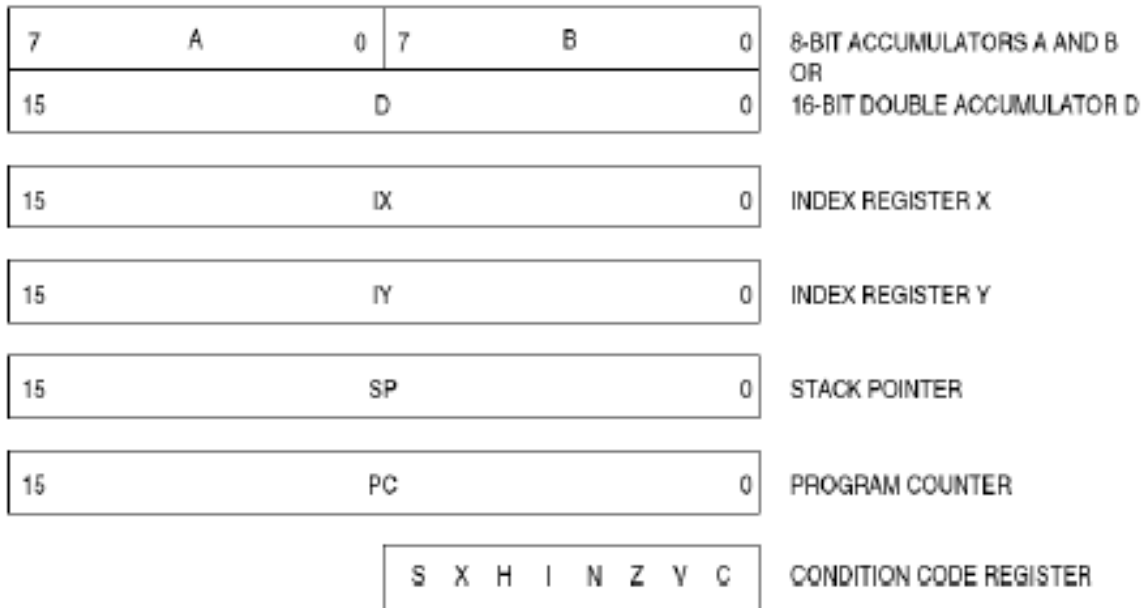 7 A 0 7 B 0 8-BIT ACCUMULATORS A AND B
OR
15 D 0 16-BIT DOUBLE ACCUMULATOR D
15 IX 0 INDEX REGISTER X
15 IY 0 INDEX REGISTER Y
15 SP 0 STACK POINTER
15 PC 0 PROGRAM COUNTER
S X H I N Z V C CONDITION CODE REGISTER